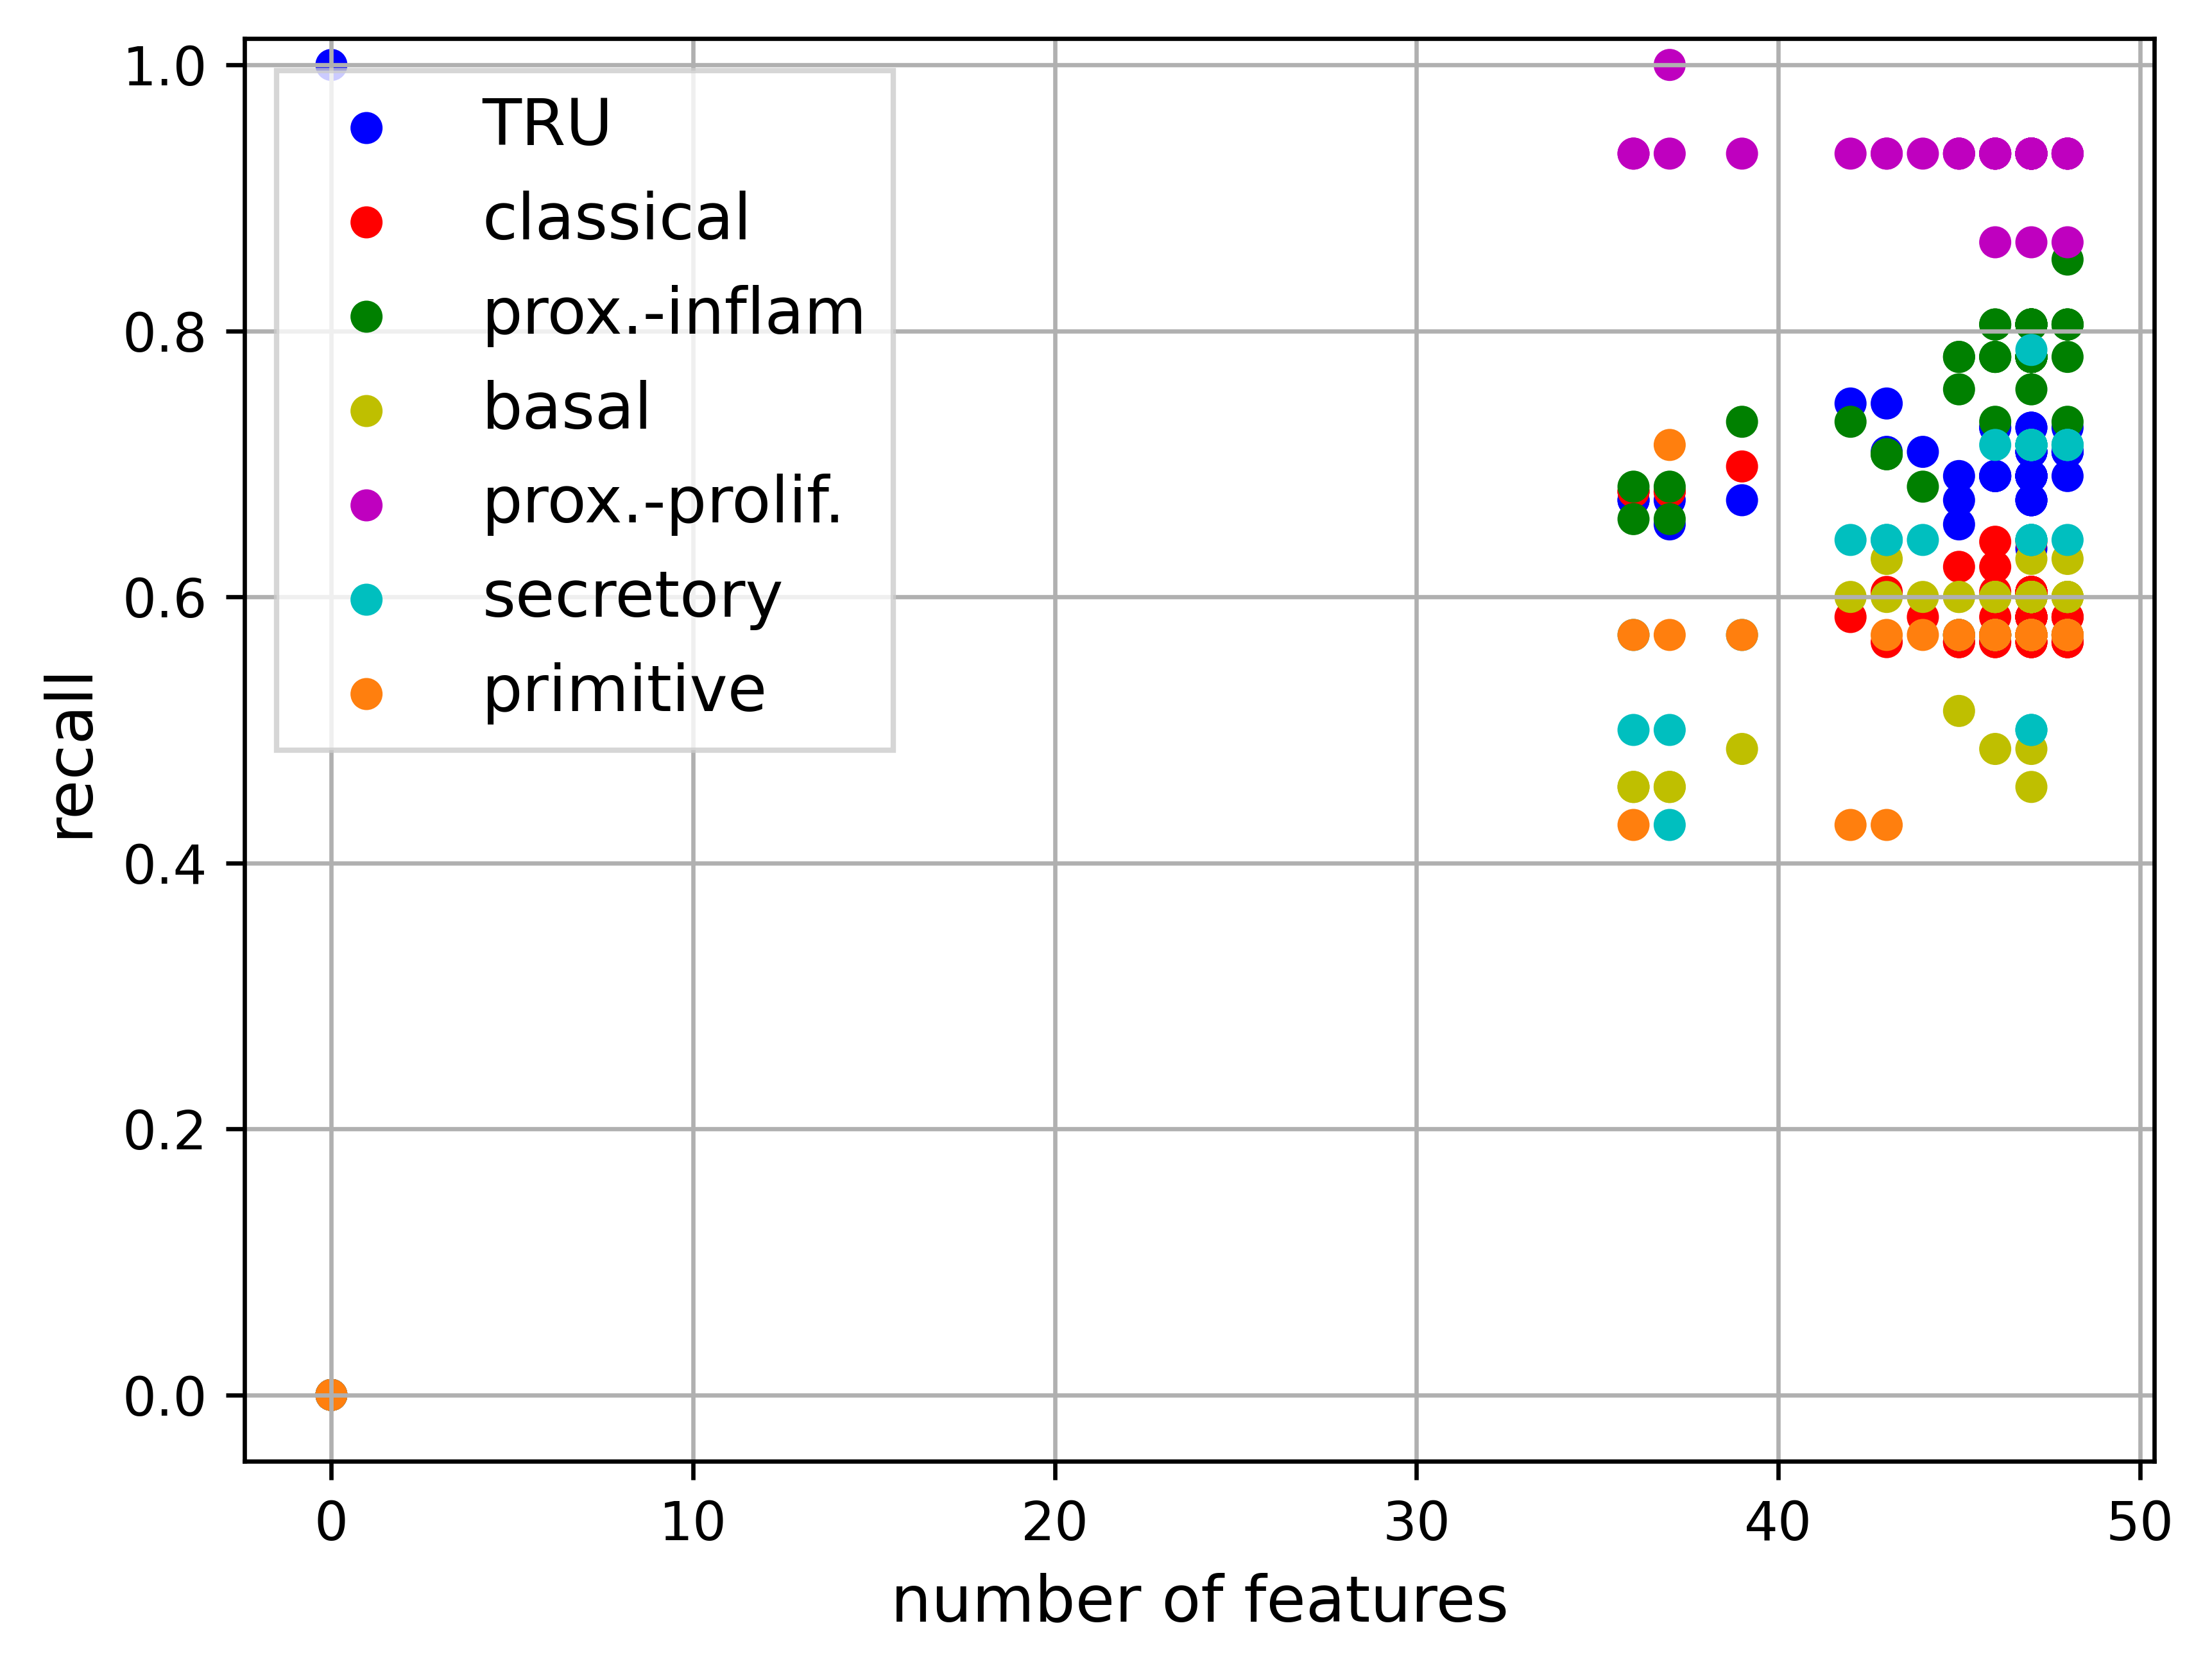 1.0
0.8
0.6
0.4
0.2
0.0
recall
TRU
classical
prox.-inflam
basal
prox.-prolif.
secretory
primitive
0 10 20 30 40 50
number of features